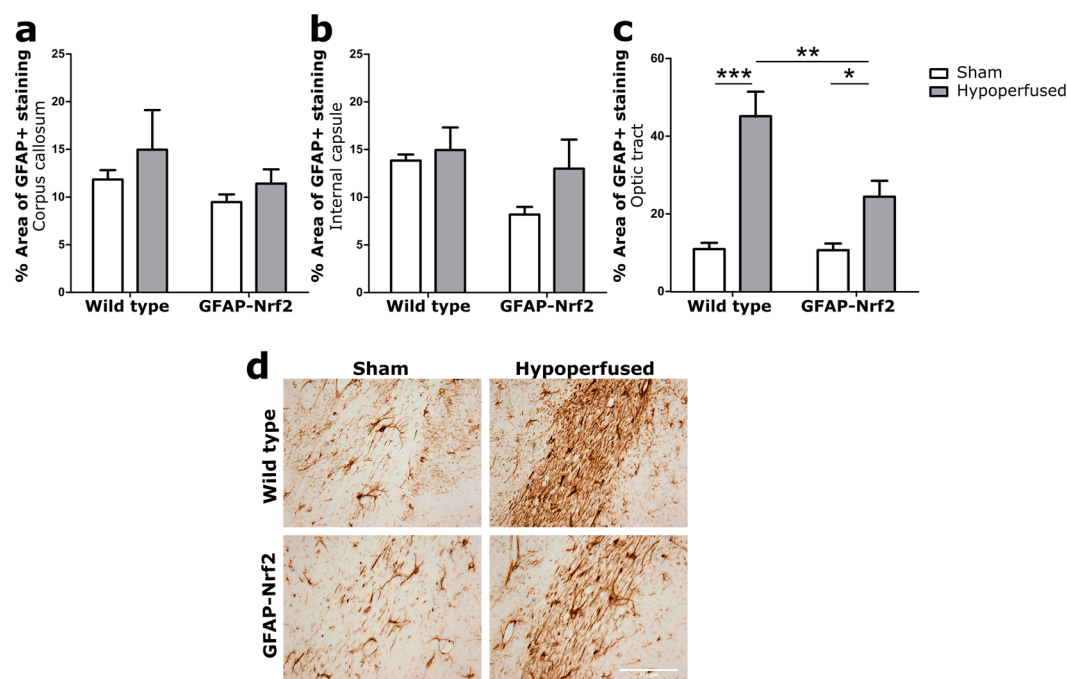 a
% Area of GFAP+ staining
Corpus callosum
25
20
15
10
5
0
Wild type
GFAP-Nrf2
b
% Area of GFAP+ staining
Internal capsule
25
20
15
10
5
0
Wild type
GFAP-Nrf2
c
% Area of GFAP+ staining
Optic tract
60
40
20
0
***
**
*
Wild type
GFAP-Nrf2
Sham
Hypoperfused
d
Sham
Hypoperfused
Wild type
GFAP-Nrf2